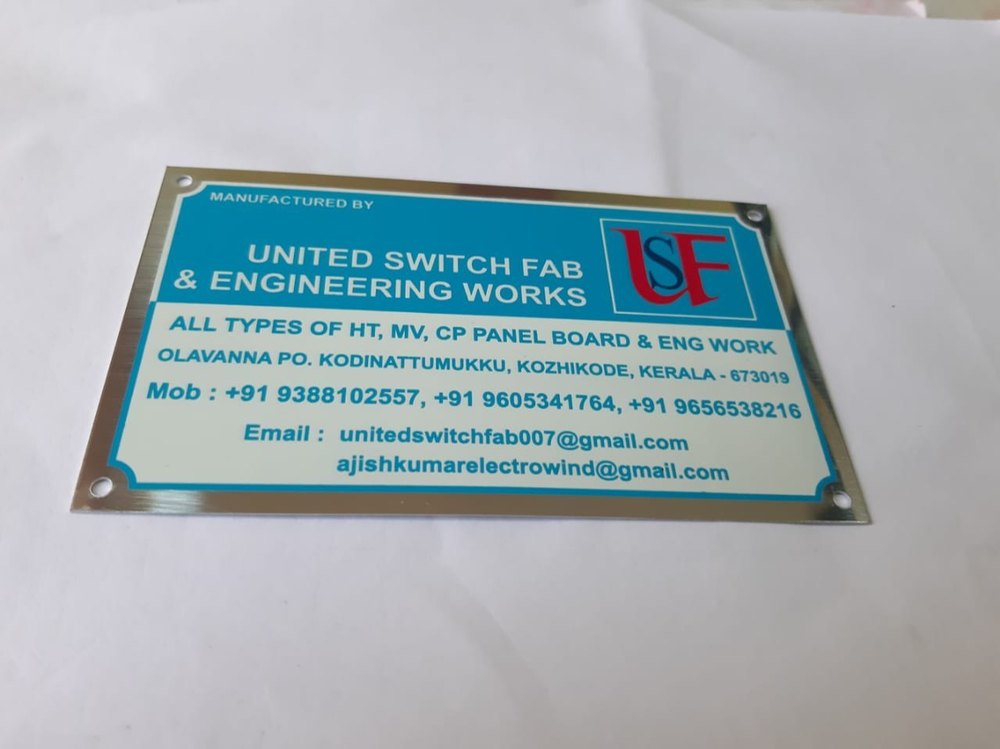 MANUFACTURED BY
UNITED SWITCH FAB
& ENGINEERING WORKS
USF
ALL TYPES OF HT, MV, CP PANEL BOARD & ENG WORK
OLAVANNA PO. KODINATTUMUKKU, KOZHIKODE, KERALA - 673019
Mob : +91 9388102557, +91 9605341764, +91 9656538216
Email : unitedswitchfab007@gmail.com
ajishkumarelectrowind@gmail.com